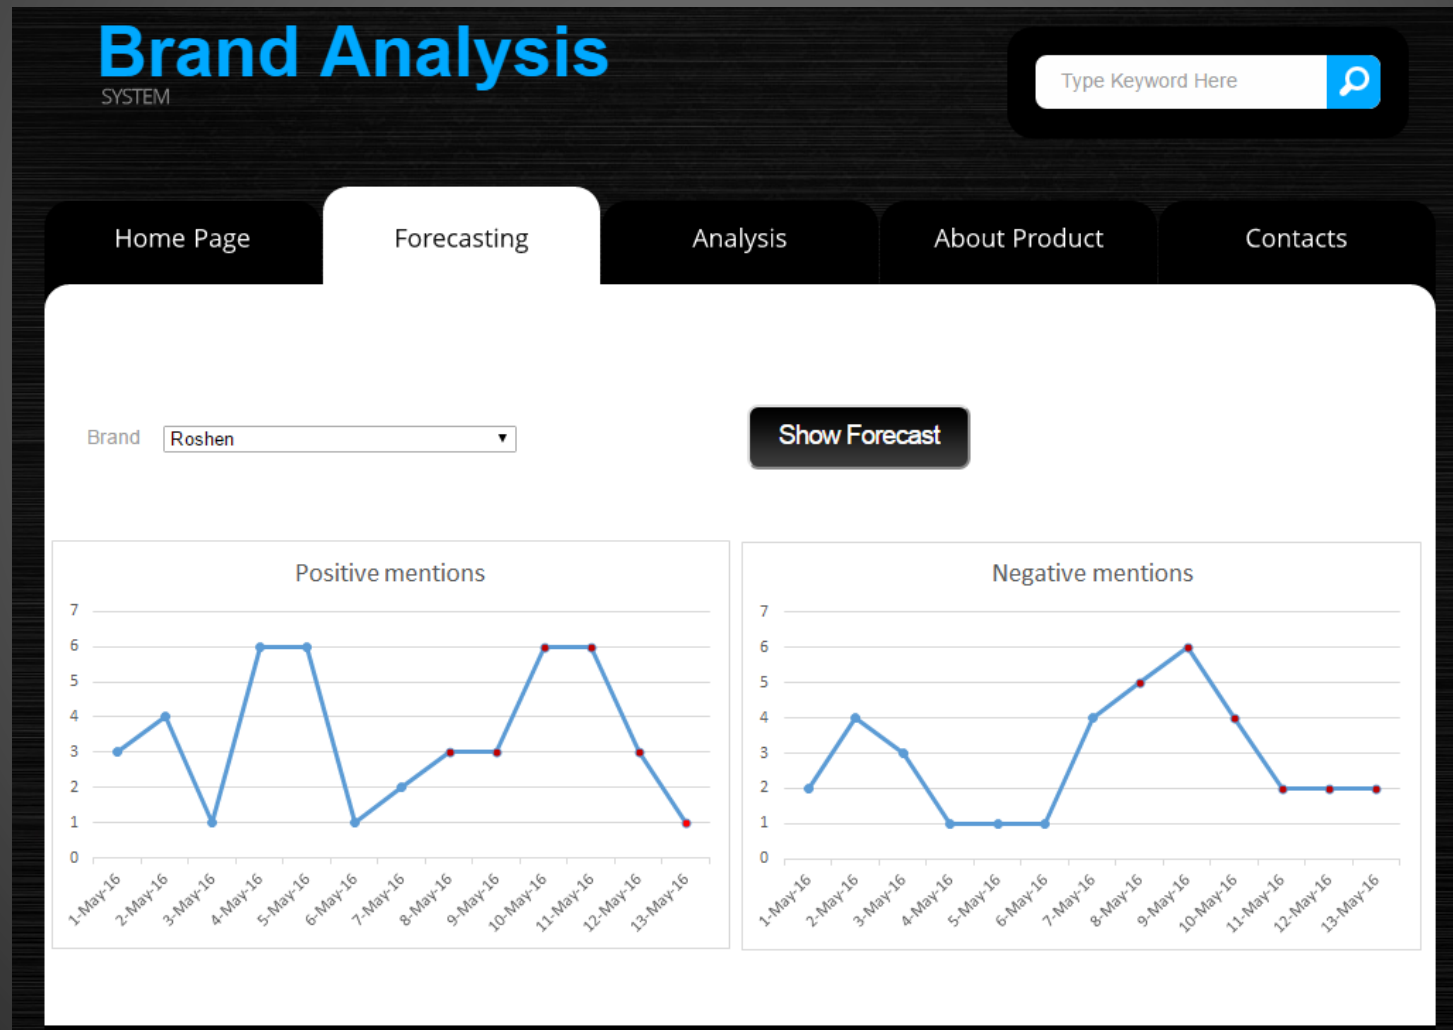 Brand Analysis
SYSTEM
Type Keyword Here
Home Page
Forecasting
Analysis
About Product
Contacts
Brand
Roshen
Show Forecast
Positive mentions
7
6
5
4
3
2
1
0
1-May-16
2-May-16
3-May-16
4-May-16
5-May-16
6-May-16
7-May-16
8-May-16
9-May-16
10-May-16
11-May-16
12-May-16
13-May-16
Negative mentions
7
6
5
4
3
2
1
0
1-May-16
2-May-16
3-May-16
4-May-16
5-May-16
6-May-16
7-May-16
8-May-16
9-May-16
10-May-16
11-May-16
12-May-16
13-May-16